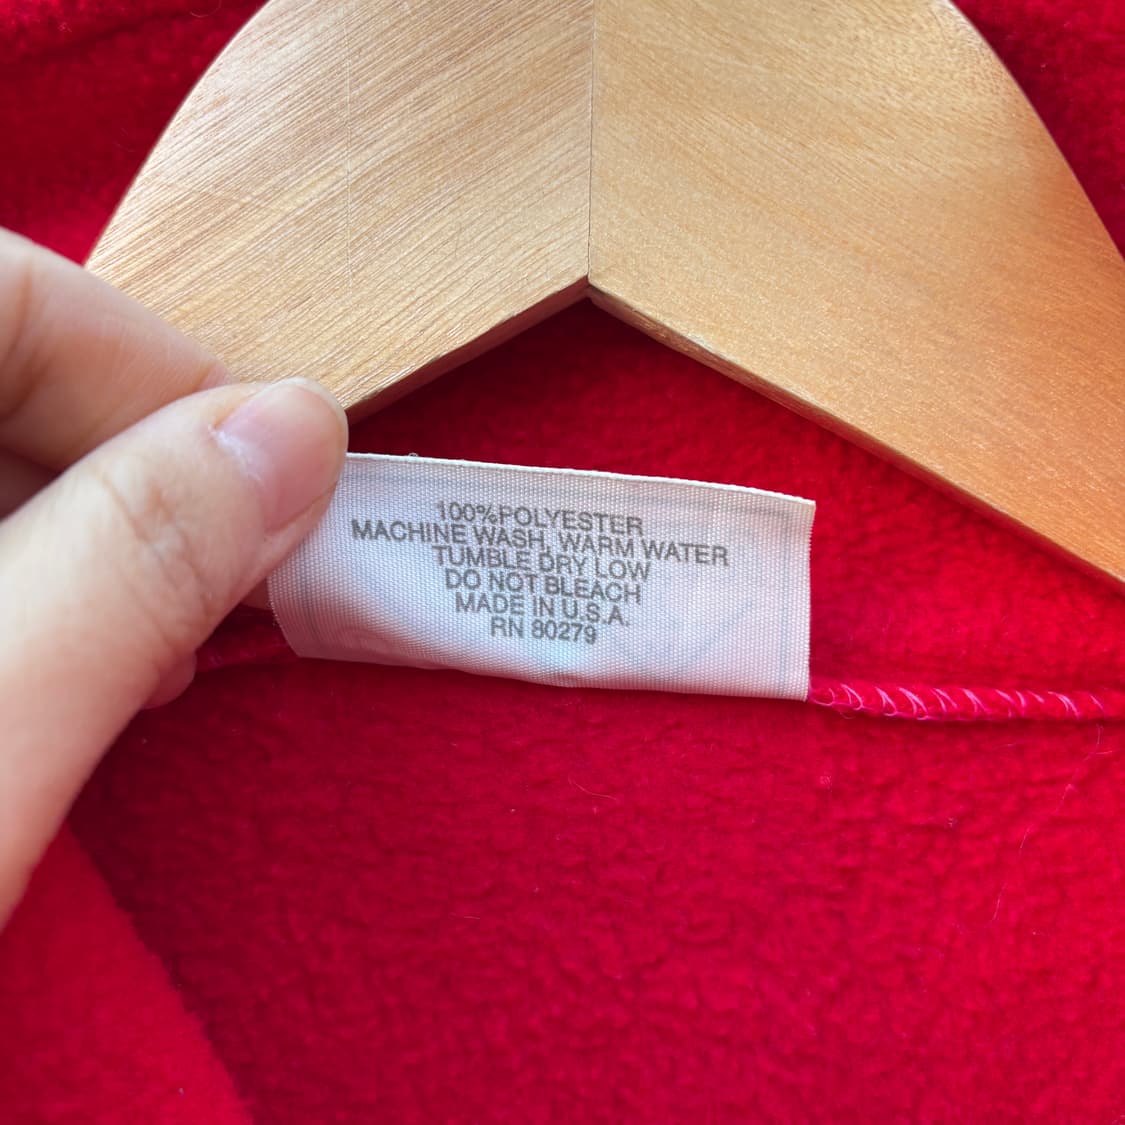 100%POLYESTER
MACHINE WASH, WARM WATER
TUMBLE DRY LOW
DO NOT BLEACH
MADE IN U.S.A.
RN 80279